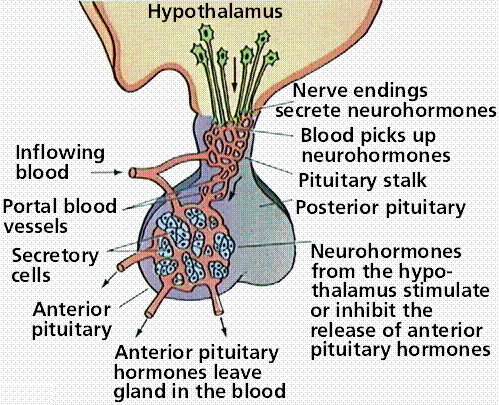 Hypothalamus
Nerve endings
secrete neurohormones
Blood picks up
neurohormones
Inflowing
blood
Pituitary stalk
Portal blood
vessels
Posterior pituitary
Secretory
cells
Neurohormones
from the hypo-
thalamus stimulate
or inhibit the
release of anterior
pituitary hormones
Anterior
pituitary
Anterior pituitary
hormones leave
gland in the blood